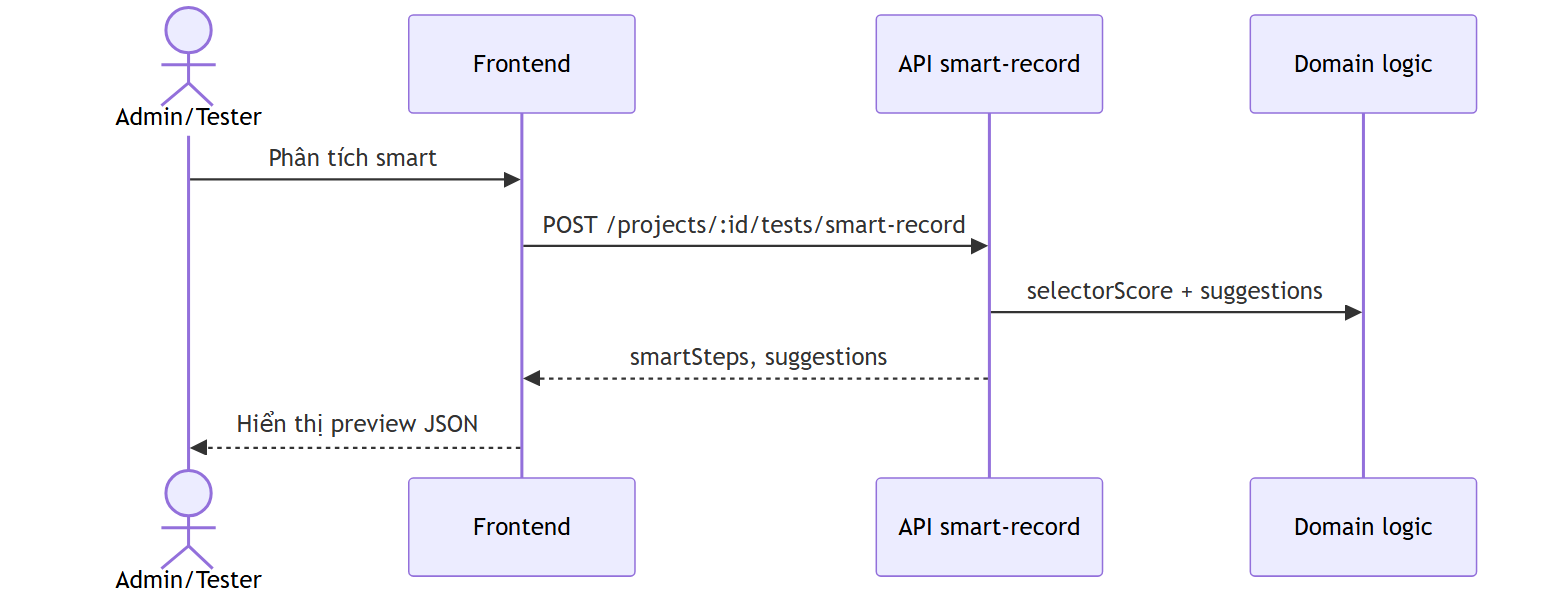 Admin/Tester
Frontend
API smart-record
Domain logic
Phân tích smart
POST /projects/:id/tests/smart-record
selectorScore + suggestions
smartSteps, suggestions
Hiển thị preview JSON
Admin/Tester
Frontend
API smart-record
Domain logic